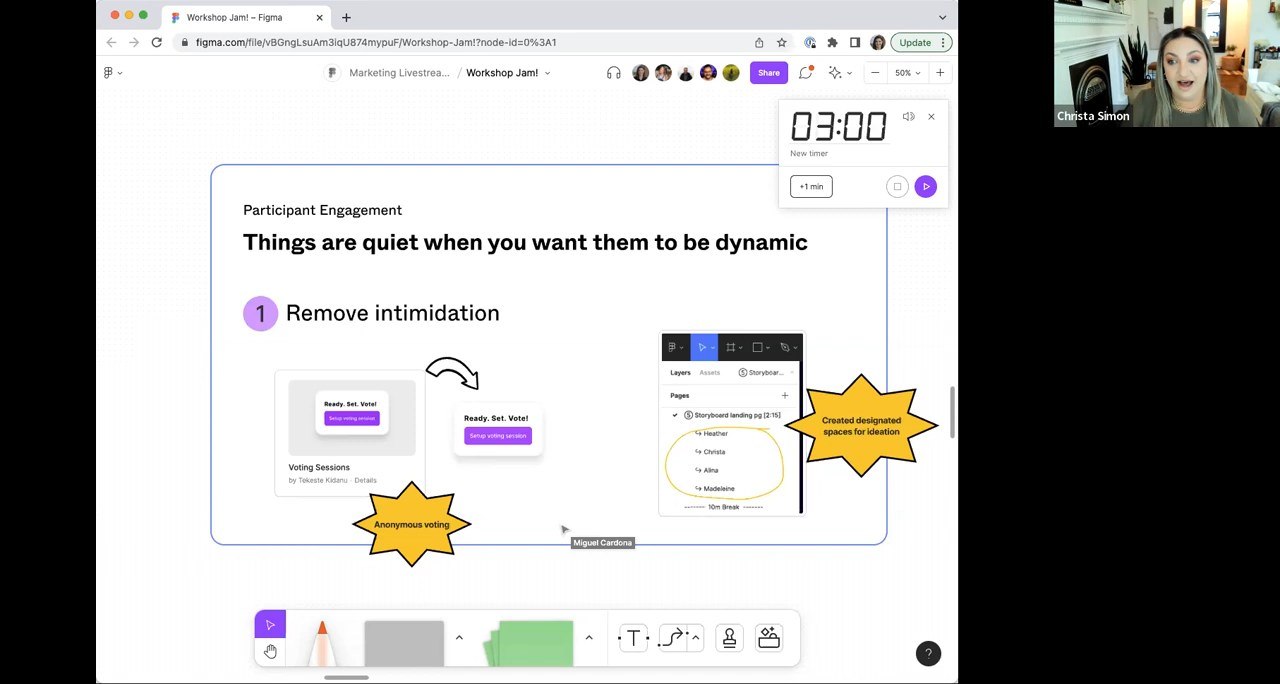 Workshop Jam! – Figma
figma.com/file/vBGngLsuAm3iqU874mypuF/Workshop-Jam!?node-id=0%3A1
Update
Marketing Livestrea... / Workshop Jam!
Share
50%
Christa Simon
03:00
New timer
+1 min
Participant Engagement
Things are quiet when you want them to be dynamic
1 Remove intimidation
Ready. Set. Vote!
Setup voting session
Voting Sessions
by Tekeste Kidanu · Details
Ready. Set. Vote!
Setup voting session
Anonymous voting
Layers Assets Storyboar...
Pages
Storyboard landing pg [2:15]
Heather
Christa
Alina
Madeleine
------- 10m Break -------
Created designated
spaces for ideation
Miguel Cardona
T
?